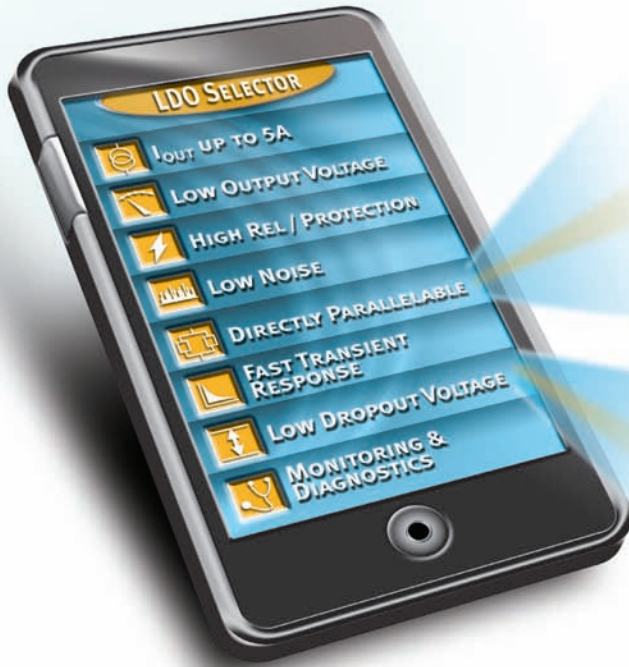 LDO SELECTOR
IOUT UP TO 5A
LOW OUTPUT VOLTAGE
HIGH REL / PROTECTION
LOW NOISE
DIRECTLY PARALLELABLE
FAST TRANSIENT
RESPONSE
LOW DROPOUT VOLTAGE
MONITORING &
DIAGNOSTICS